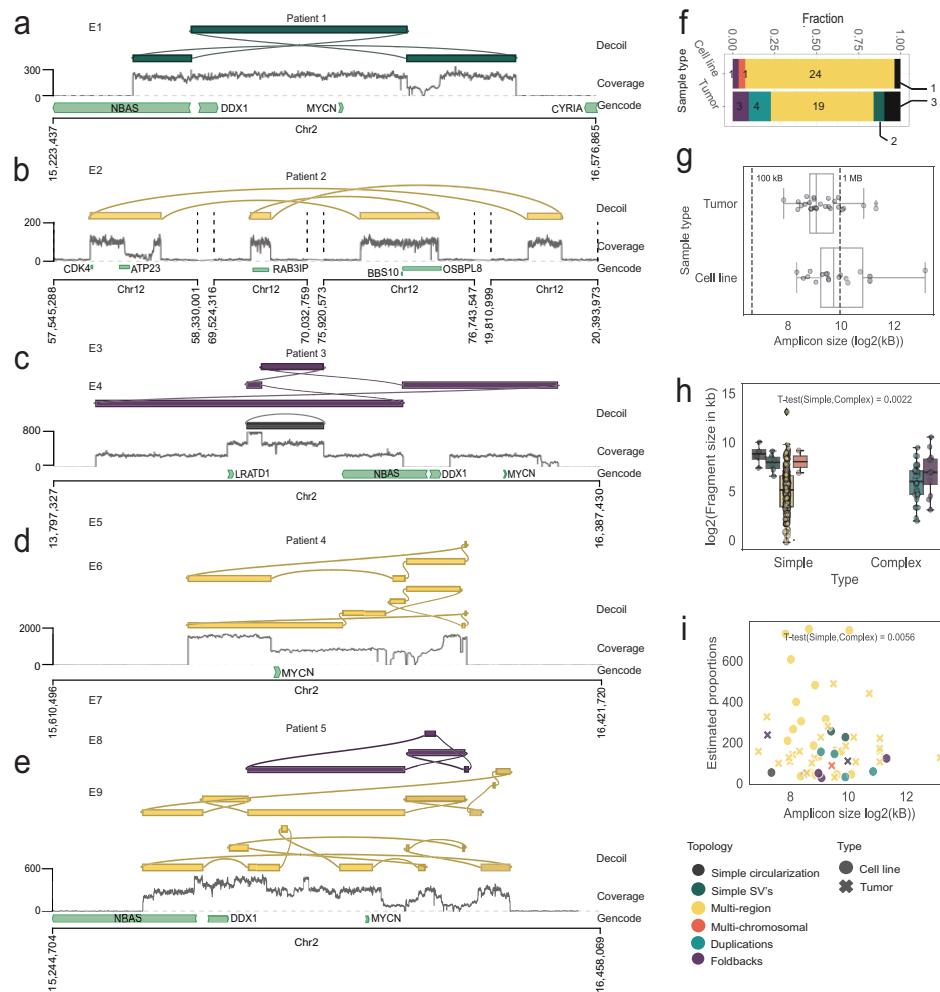 a
E1
Patient 1
Decoil
300
0
Coverage
NBAS
DDX1
MYCN
CYRIA
Gencode
Chr2
15,223,437
16,576,865
b
E2
Patient 2
Decoil
200
0
Coverage
CDK4
ATP23
RAB3IP
BBS10
OSBPL8
Gencode
Chr12
Chr12
Chr12
Chr12
57,545,288
58,330,001
69,524,316
70,032,759
75,920,573
76,743,547
19,810,999
20,393,973
c
E3
Patient 3
E4
Decoil
800
0
Coverage
LRATD1
NBAS
DDX1
MYCN
Gencode
Chr2
13,797,327
16,387,430
E5
d
Patient 4
E6
Decoil
2000
0
Coverage
MYCN
Gencode
Chr2
15,610,496
16,421,720
E7
Patient 5
E8
e
E9
Decoil
600
0
Coverage
NBAS
DDX1
MYCN
Gencode
Chr2
15,244,704
16,458,069
f
Fraction
0.00
0.25
0.75
1.00
Sample type
Cell line
Tumor
1
1
24
1
3
4
19
2
3
g
100 kB
1 MB
Sample type
Tumor
Cell line
8
10
12
Amplicon size (log2(kB))
h
T-test(Simple,Complex) = 0.0022
log2(Fragment size in kb)
15
10
5
0
Simple
Complex
Type
i
T-test(Simple,Complex) = 0.0056
Estimated proportions
600
400
200
0
8
10
12
Amplicon size log2(kB))
Topology
Simple circularization
Simple SV's
Multi-region
Multi-chromosomal
Duplications
Foldbacks
Type
Cell line
Tumor